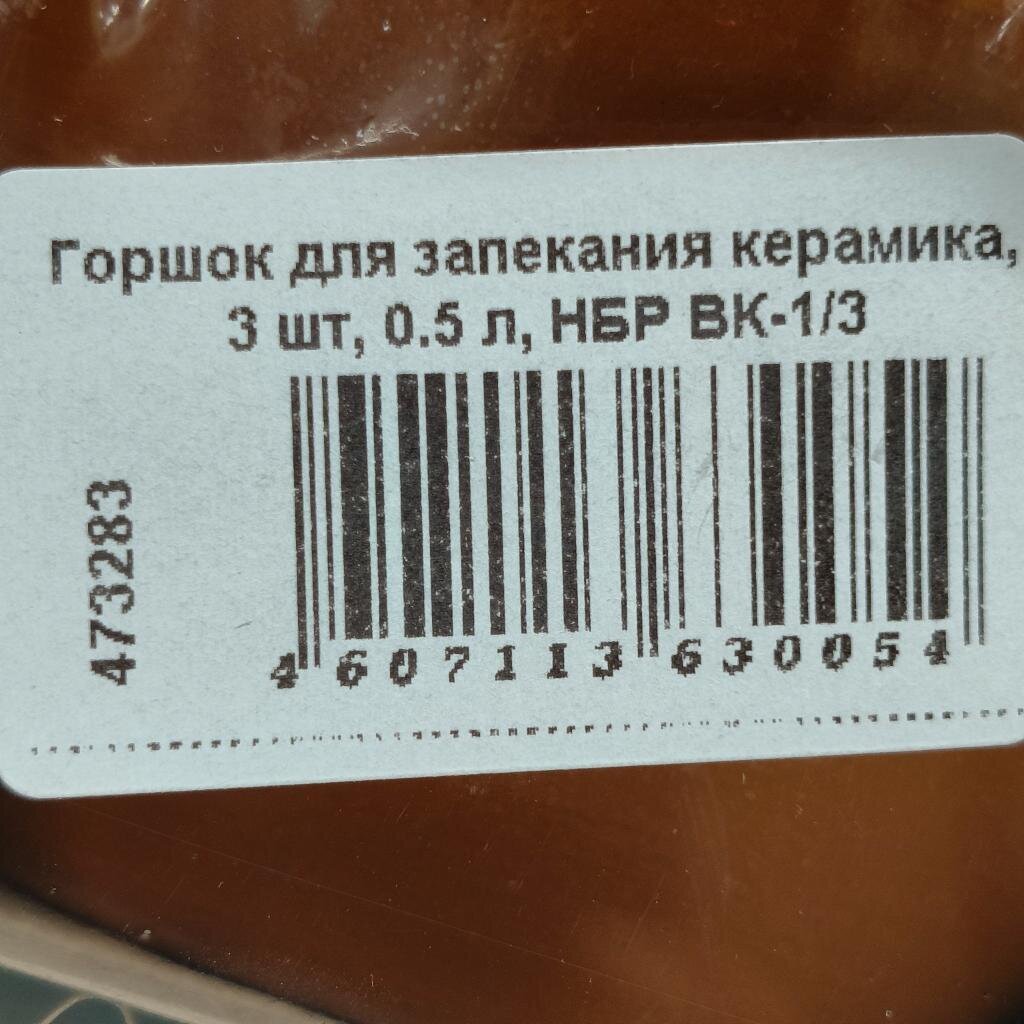 Горшок для запекания керамика,
3 шт, 0.5 л, НБР ВК-1/3
473283
4607113630054